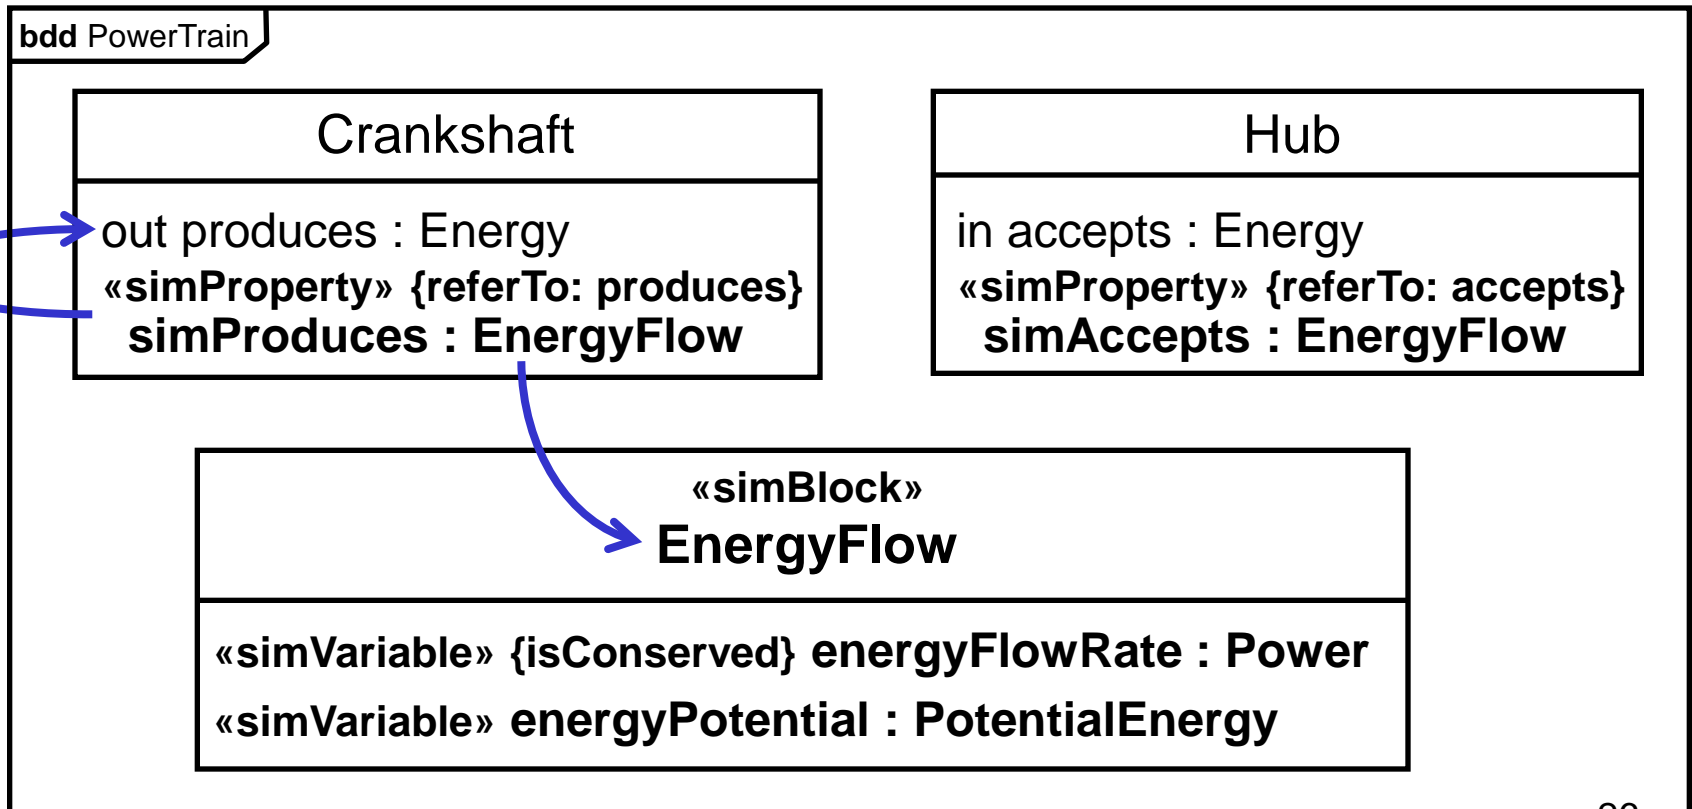 bdd PowerTrain
Crankshaft
out produces : Energy
«simProperty» {referTo: produces}
simProduces : EnergyFlow
Hub
in accepts : Energy
«simProperty» {referTo: accepts}
simAccepts : EnergyFlow
«simBlock»
EnergyFlow
«simVariable» {isConserved} energyFlowRate : Power
«simVariable» energyPotential : PotentialEnergy